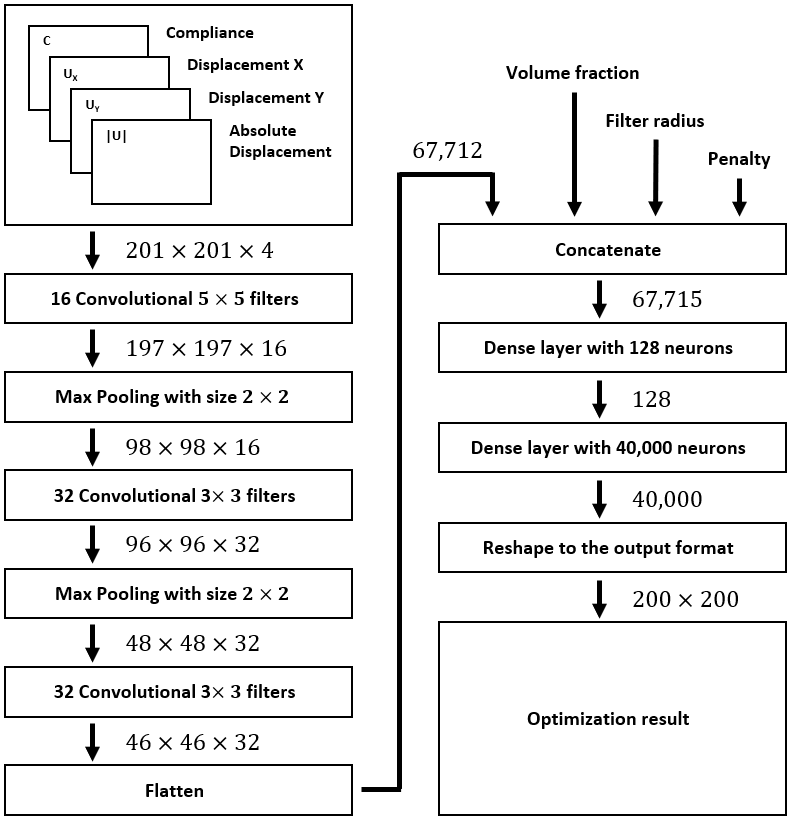 C
Compliance
Uₓ
Displacement X
U_Y
Displacement Y
|U|
Absolute
Displacement
201 × 201 × 4
16 Convolutional 5 × 5 filters
197 × 197 × 16
Max Pooling with size 2 × 2
98 × 98 × 16
32 Convolutional 3× 3 filters
96 × 96 × 32
Max Pooling with size 2 × 2
48 × 48 × 32
32 Convolutional 3× 3 filters
46 × 46 × 32
Flatten
67,712
Volume fraction
Filter radius
Penalty
Concatenate
67,715
Dense layer with 128 neurons
128
Dense layer with 40,000 neurons
40,000
Reshape to the output format
200 × 200
Optimization result